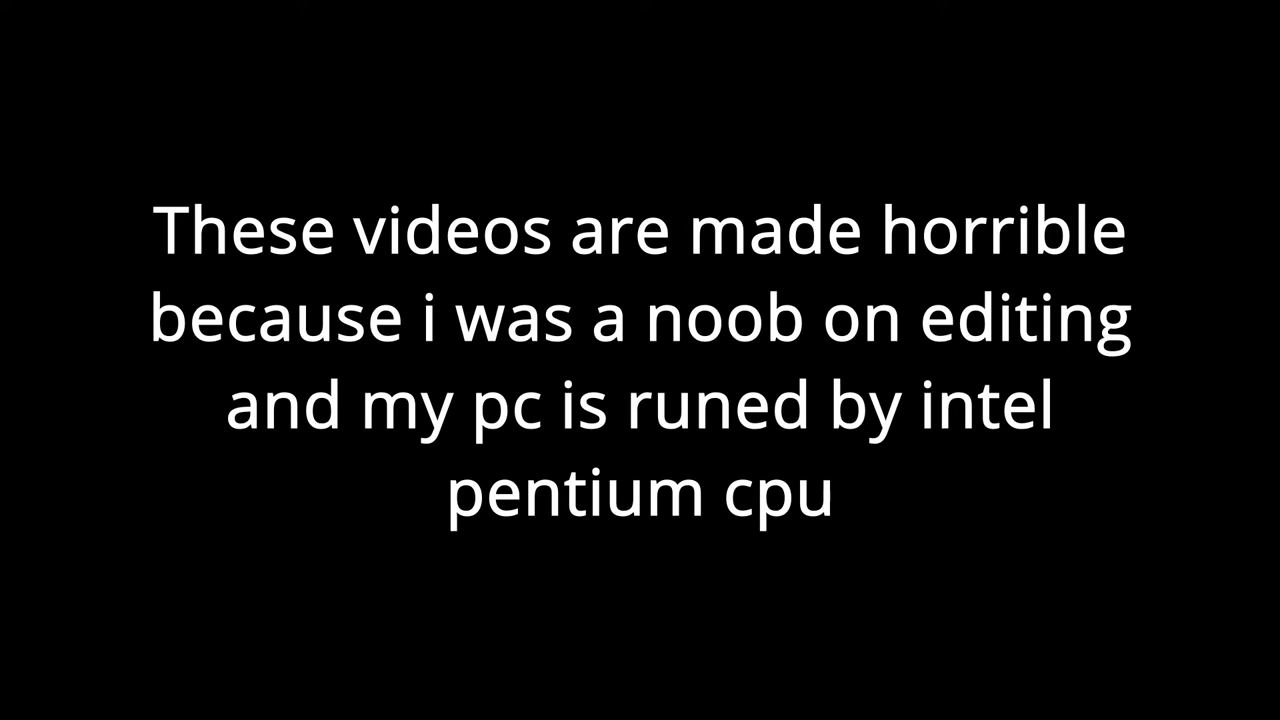 These videos are made horrible
because i was a noob on editing
and my pc is runed by intel
pentium cpu